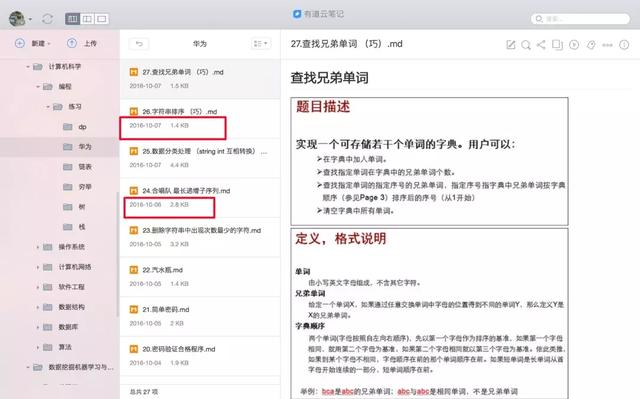 有道云笔记
搜索...
新建
上传
计算机科学
编程
练习
dp
华为
链表
穷举
树
栈
操作系统
计算机网络
软件工程
数据结构
数据库
算法
数据挖掘机器学习与...
华为
27.查找兄弟单词 （巧）.md
2016-10-07 1.5 KB
26.字符串排序 （巧）.md
2016-10-07 1.4 KB
25.数据分类处理 （string int 互相转换）...
2016-10-07 4.4 KB
24.合唱队 最长递增子序列.md
2016-10-06 2.8 KB
23.删除字符串中出现次数最少的字符.md
2016-10-05 3.2 KB
22.汽水瓶.md
2016-10-05 1.1 KB
21.简单密码.md
2016-10-05 2.2 KB
20.密码验证合格程序.md
2016-10-04 1.9 KB
总共 27 项
27.查找兄弟单词 （巧）.md
查找兄弟单词
题目描述
实现一个可存储若干个单词的字典。用户可以：
➢在字典中加入单词。
➢查找指定单词在字典中的兄弟单词个数。
➢查找指定单词的指定序号的兄弟单词，指定序号指字典中兄弟单词按字典
顺序（参见Page 3）排序后的序号（从1开始）
➢清空字典中所有单词。
定义，格式说明
单词
由小写英文字母组成，不含其它字符。
兄弟单词
给定一个单词X，如果通过任意交换单词中字母的位置得到不同的单词Y，那么定义Y是
X的兄弟单词。
字典顺序
两个单词(字母按照自左向右顺序)，先以第一个字母作为排序的基准，如果第一个字母
相同，就用第二个字母为基准，如果第二个字母相同就以第三个字母为基准。依此类推，
如果到某个字母不相同，字母顺序在前的那个单词顺序在前。如果短单词是长单词从首
字母开始连续的一部分，短单词顺序在前。
举例：bca是abc的兄弟单词；abc与abc是相同单词，不是兄弟单词